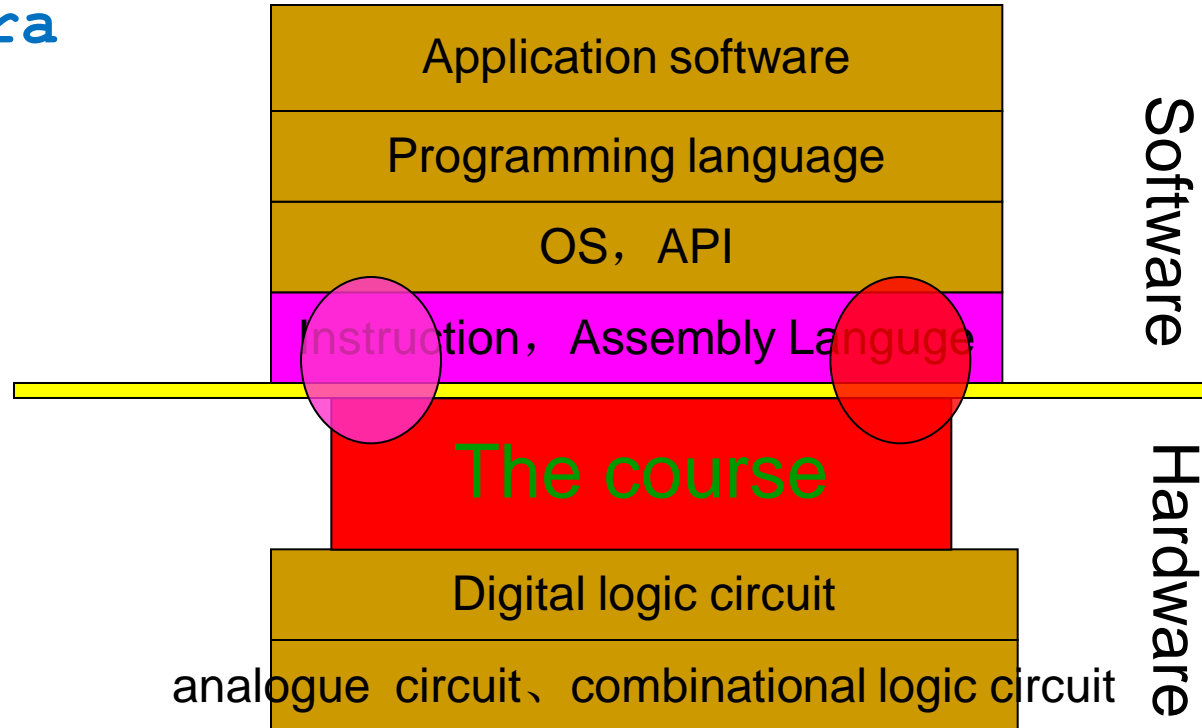 ra
Application software
Programming language
OS，API
Instruction，Assembly Languge
The course
Digital logic circuit
analogue circuit、combinational logic circuit
Software
Hardware